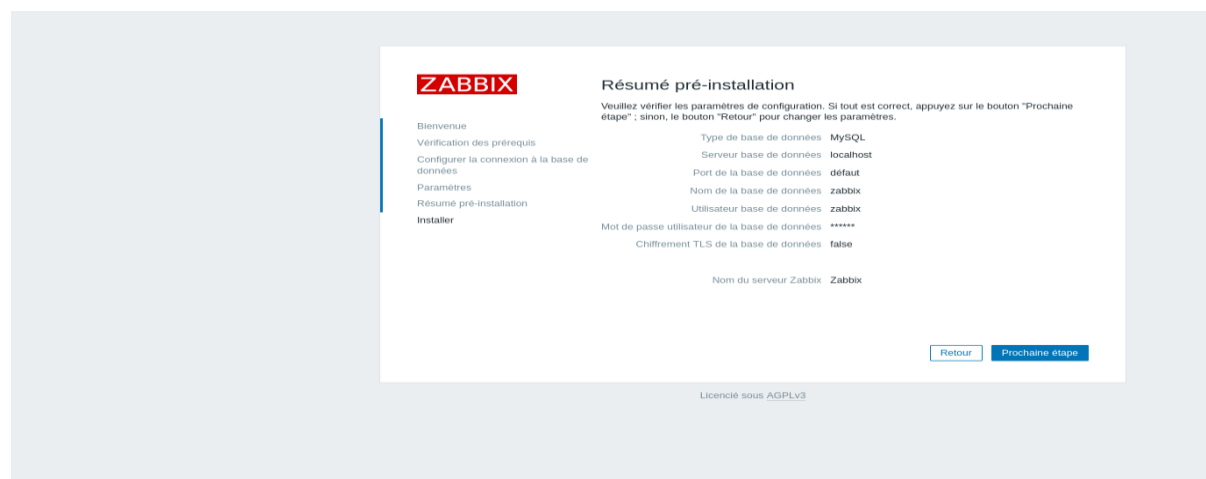 ZABBIX
Bienvenue
Vérification des prérequis
Configurer la connexion à la base de
données
Paramètres
Résumé pré-installation
Installer
Résumé pré-installation
Veuillez vérifier les paramètres de configuration. Si tout est correct, appuyez sur le bouton "Prochaine
étape" ; sinon, le bouton "Retour" pour changer les paramètres.
Type de base de données MySQL
Serveur base de données localhost
Port de la base de données défaut
Nom de la base de données zabbix
Utilisateur base de données zabbix
Mot de passe utilisateur de la base de données ******
Chiffrement TLS de la base de données false
Nom du serveur Zabbix Zabbix
Retour Prochaine étape
Licencié sous AGPLv3